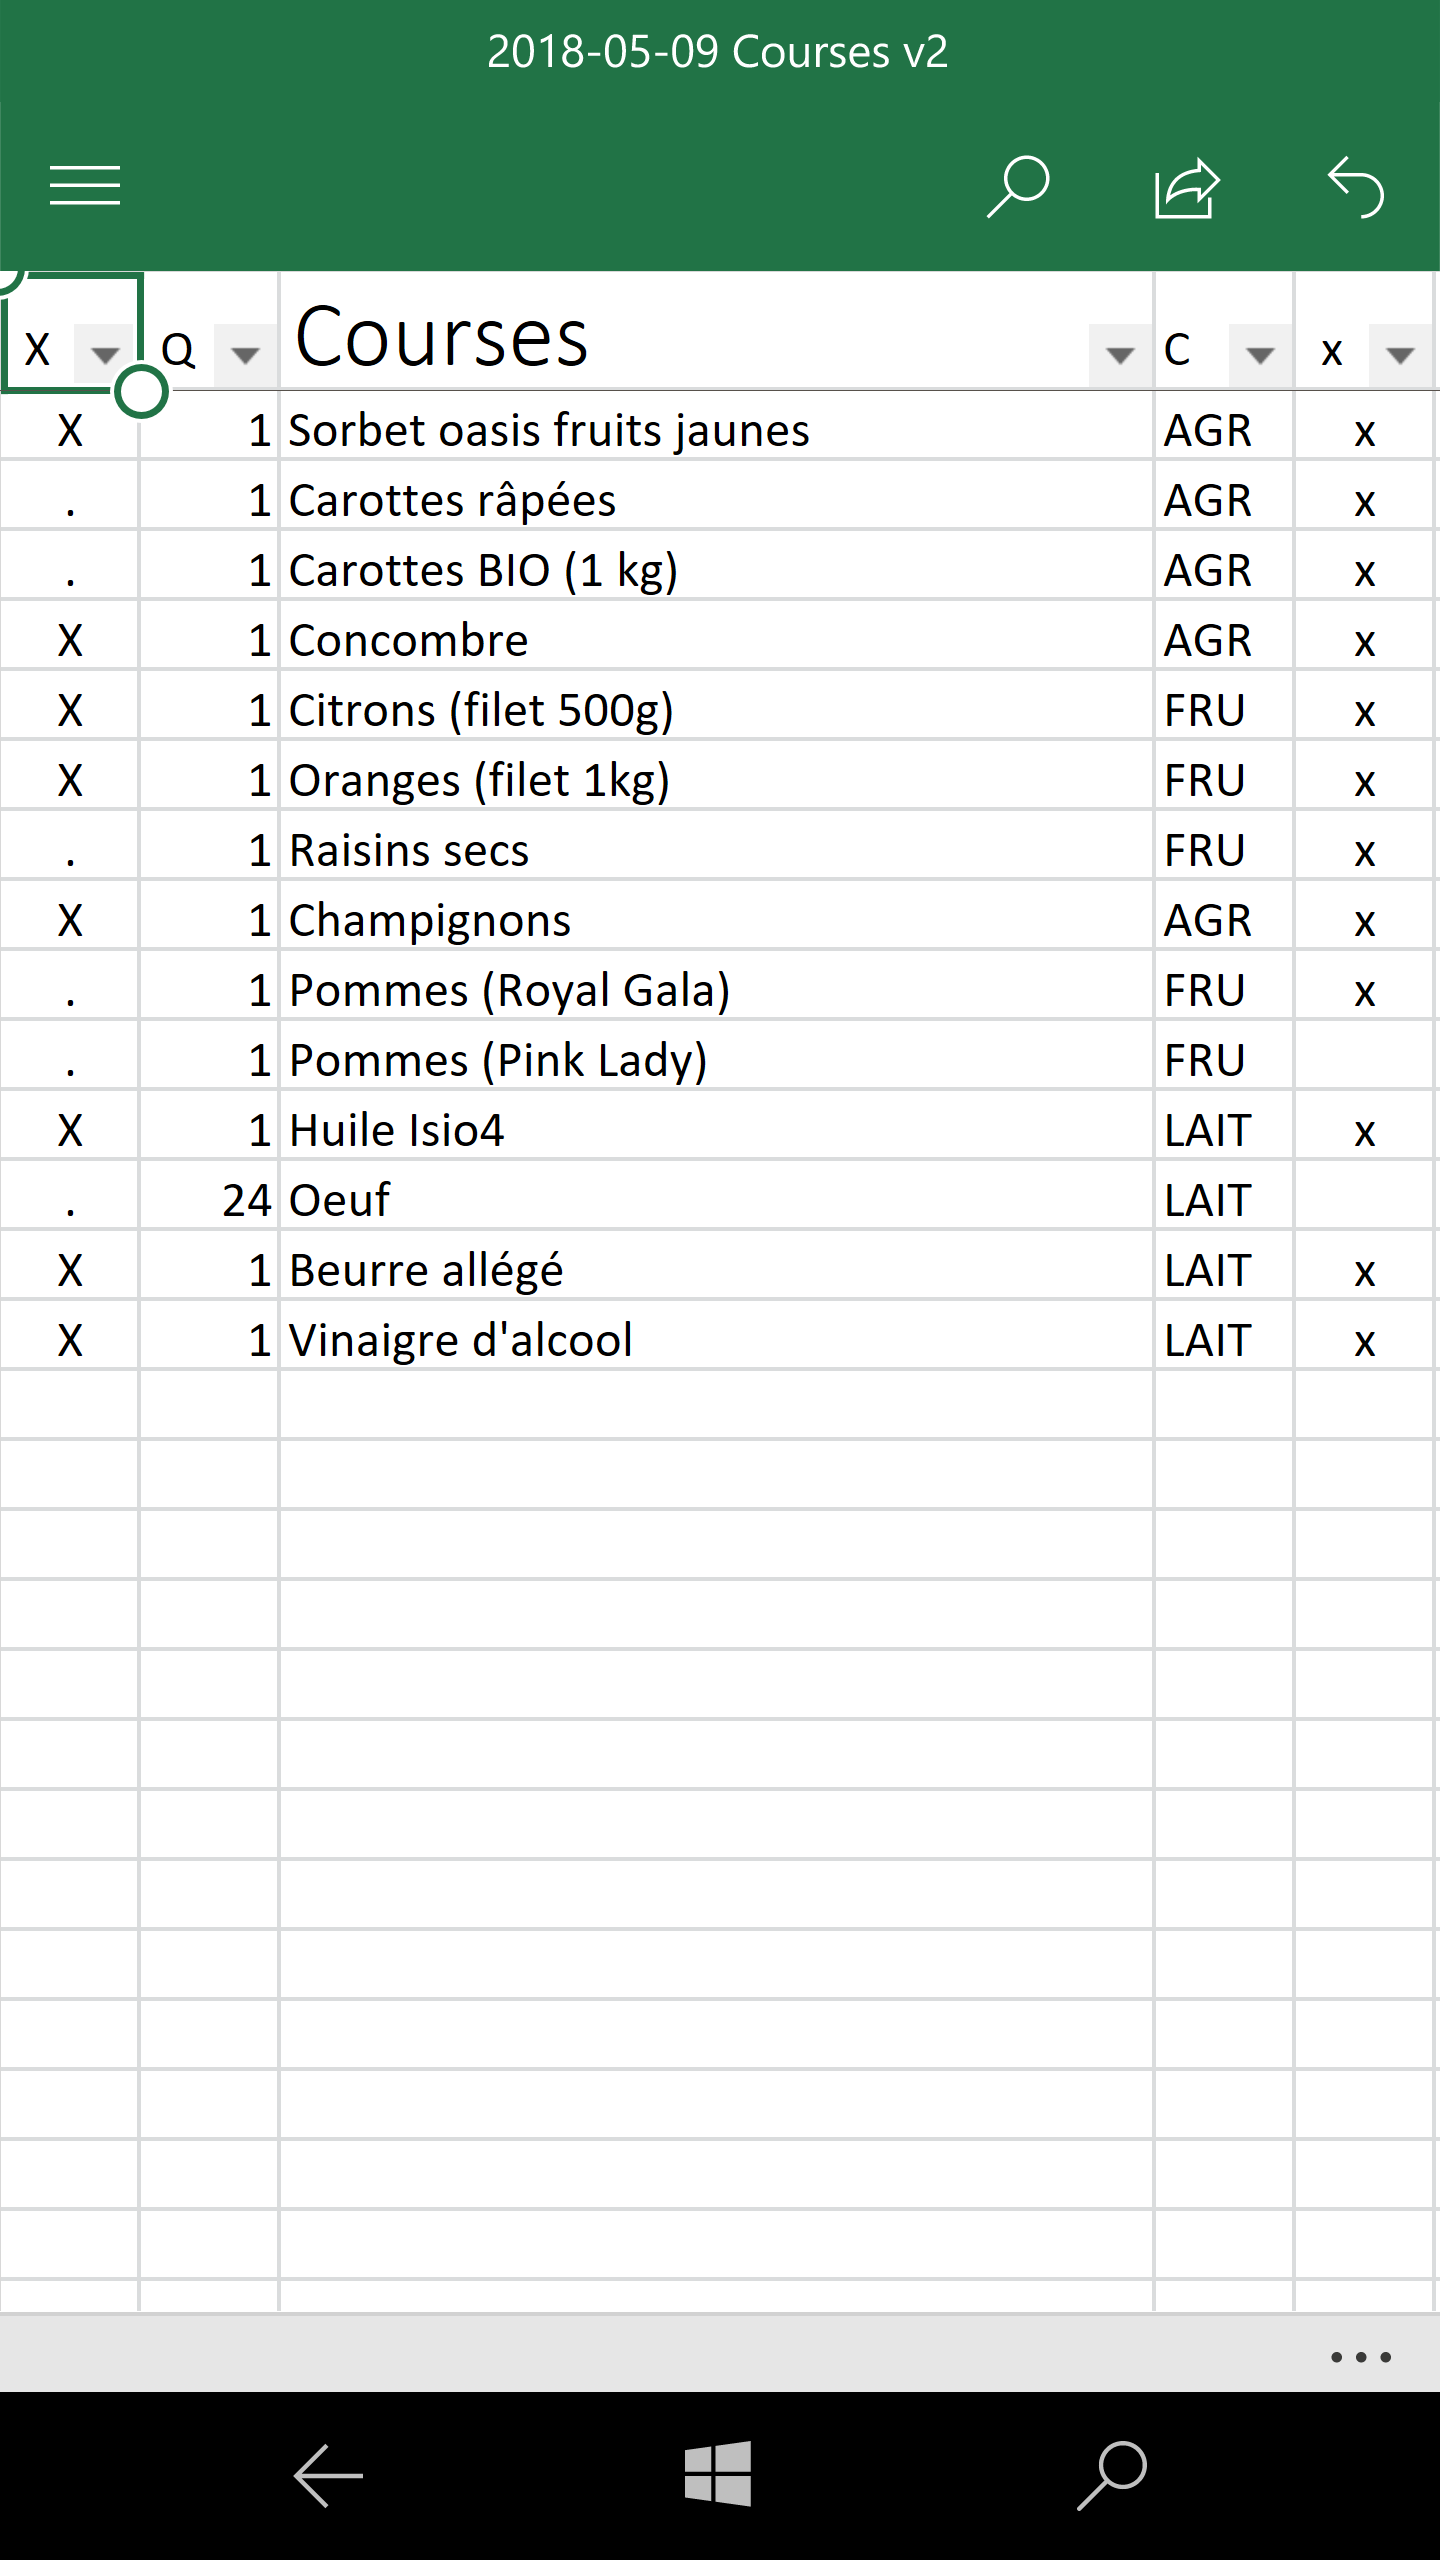 2018-05-09 Courses v2
X Q Courses C x
X 1 Sorbet oasis fruits jaunes AGR x
. 1 Carottes râpées AGR x
. 1 Carottes BIO (1 kg) AGR x
X 1 Concombre AGR x
X 1 Citrons (filet 500g) FRU x
X 1 Oranges (filet 1kg) FRU x
. 1 Raisins secs FRU x
X 1 Champignons AGR x
. 1 Pommes (Royal Gala) FRU x
. 1 Pommes (Pink Lady) FRU
X 1 Huile Isio4 LAIT x
. 24 Oeuf LAIT
X 1 Beurre allégé LAIT x
X 1 Vinaigre d'alcool LAIT x